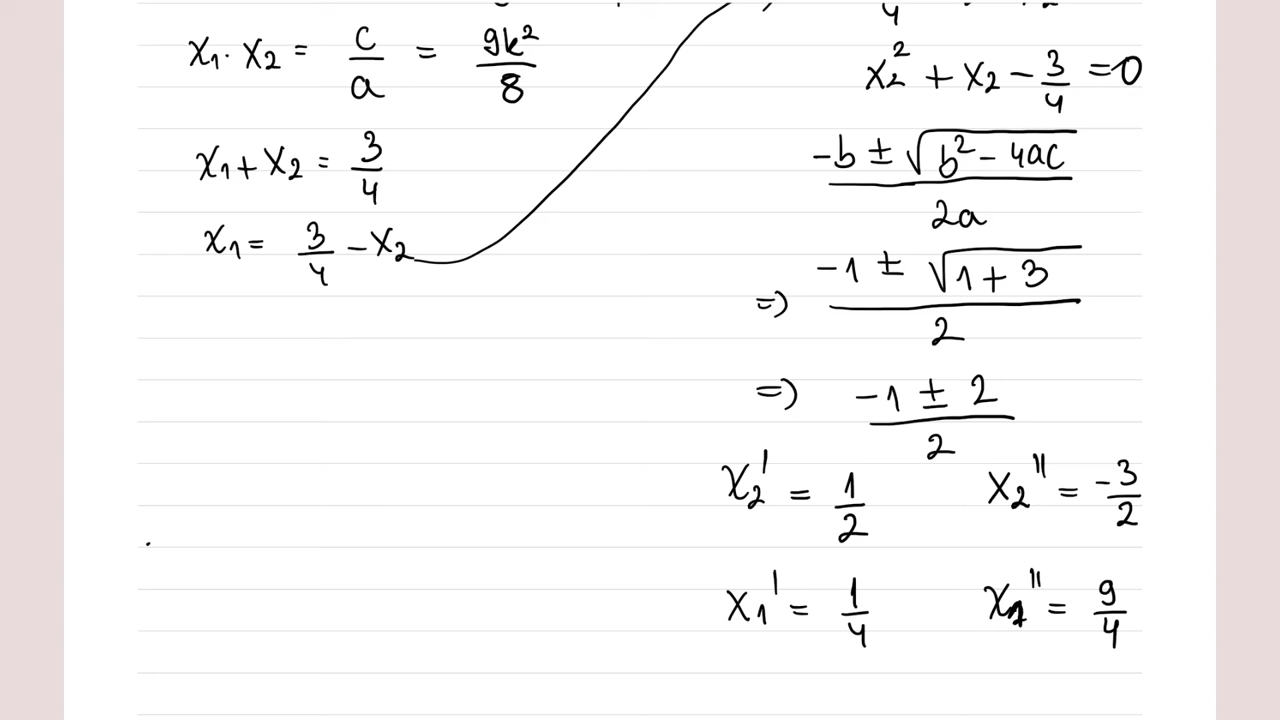 x₁ · x₂ = c/a = 9k²/8
x₁ + x₂ = 3/4
x₁ = 3/4 - x₂
4
x₂² + x₂ - 3/4 = 0
(-b ± √(b² - 4ac))/2a
=> (-1 ± √(1 + 3))/2
=> (-1 ± 2)/2
x₂' = 1/2 x₂'' = -3/2
x₁' = 1/4 x₁'' = 9/4